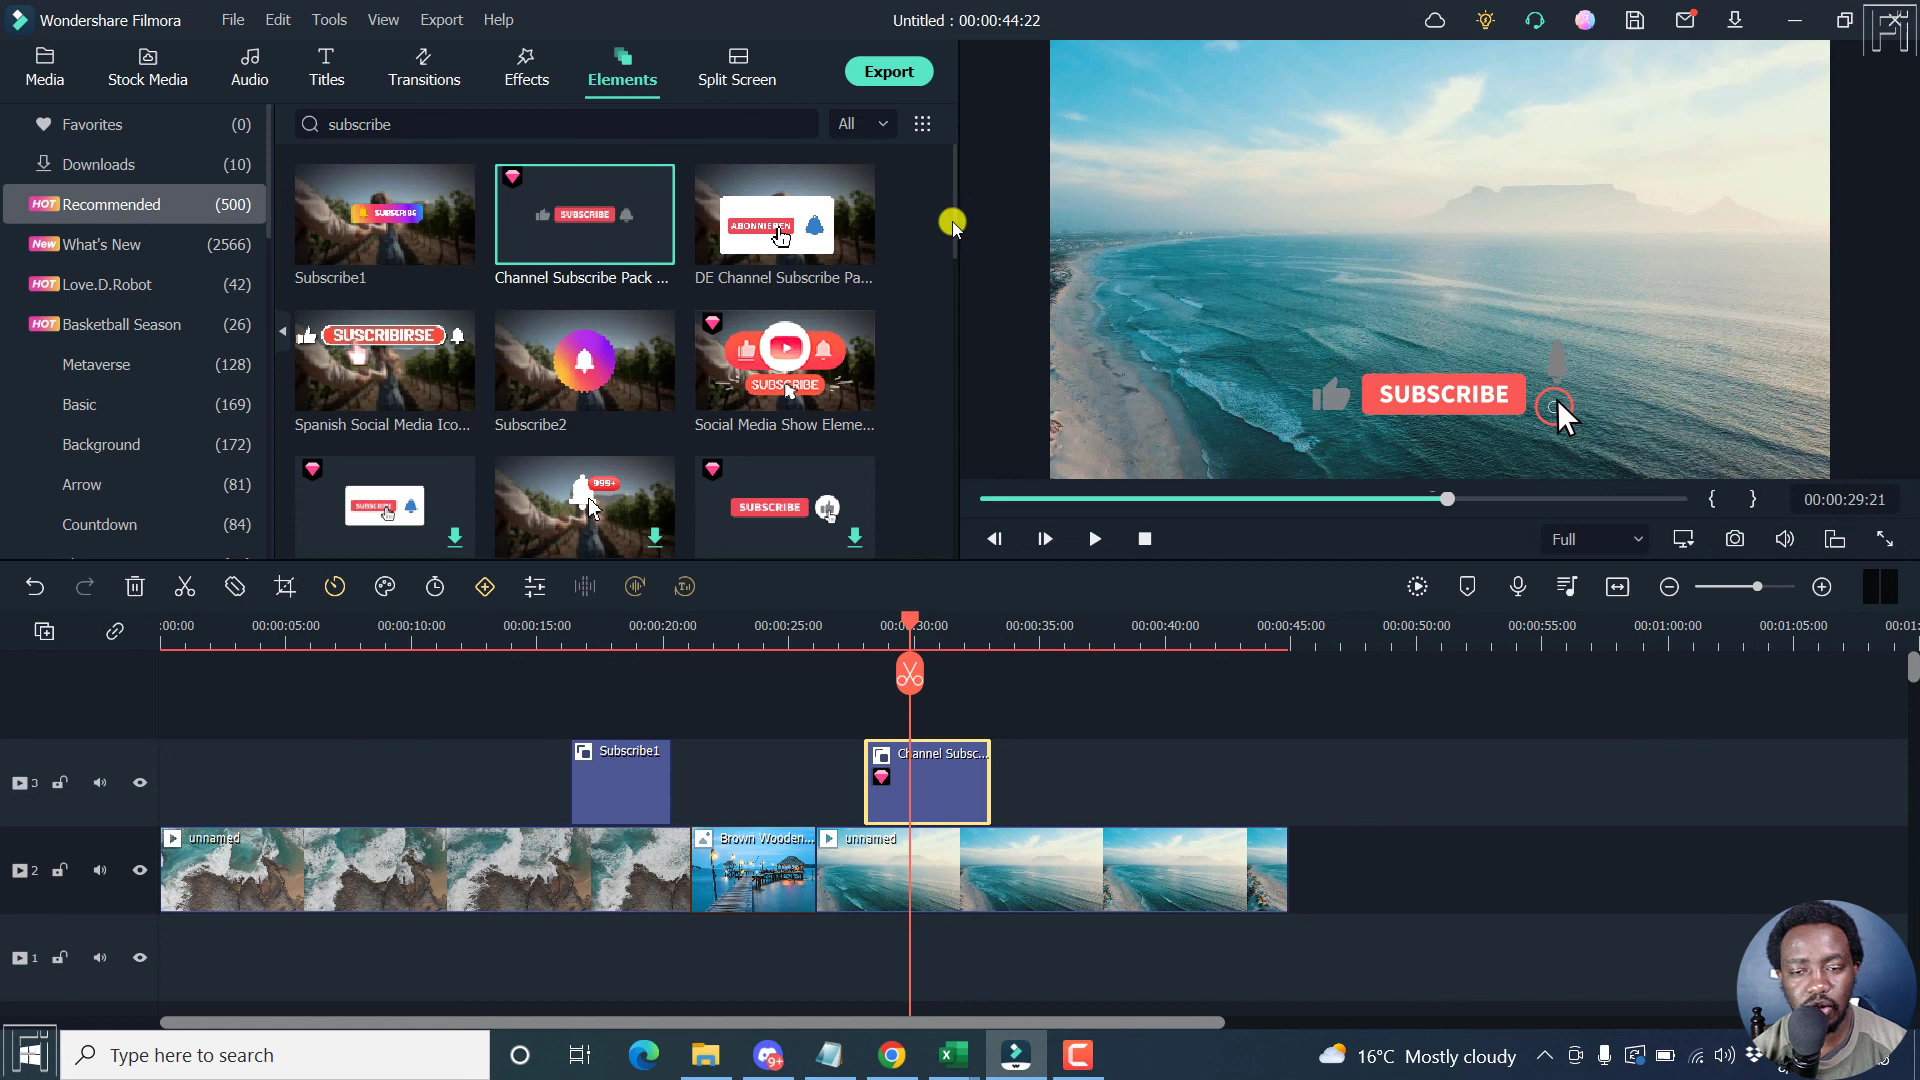 Wondershare Filmora
File
Edit
Tools
View
Export
Help
Untitled : 00:00:44:22
Media
Stock Media
Audio
Titles
Transitions
Effects
Elements
Split Screen
Export
Favorites (0)
Downloads (10)
HOT Recommended (500)
New What's New (2566)
HOT Love.D.Robot (42)
HOT Basketball Season (26)
Metaverse (128)
Basic (169)
Background (172)
Arrow (81)
Countdown (84)
subscribe
All
SUBSCRIBE
Subscribe1
SUBSCRIBE
Channel Subscribe Pack ...
ABONNIEREN
DE Channel Subscribe Pa...
SUSCRIBIRSE
Spanish Social Media Ico...
Subscribe2
SUBSCRIBE
Social Media Show Eleme...
999+
SUBSCRIBE
SUBSCRIBE
00:00:29:21
Full
:00:00
00:00:05:00
00:00:10:00
00:00:15:00
00:00:20:00
00:00:25:00
00:00:35:00
00:00:40:00
00:00:45:00
00:00:50:00
00:00:55:00
00:01:00:00
00:01:05:00
00:01:
3
Subscribe1
Channel Subsc...
2
unnamed
Brown Wooden...
unnamed
1
Type here to search
9+
16°C Mostly cloudy